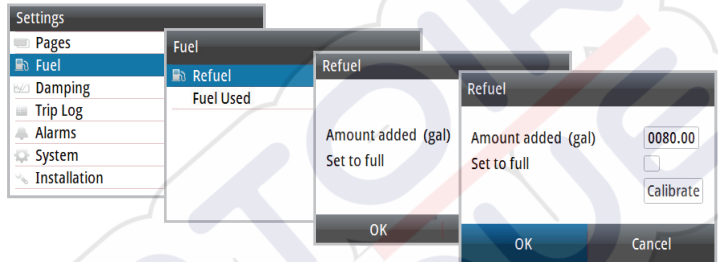 Settings
Pages
Fuel
Damping
Trip Log
Alarms
System
Installation
Fuel
Refuel
Fuel Used
Refuel
Amount added (gal)
Set to full
OK
Refuel
Amount added (gal) 0080.00
Set to full
Calibrate
OK Cancel